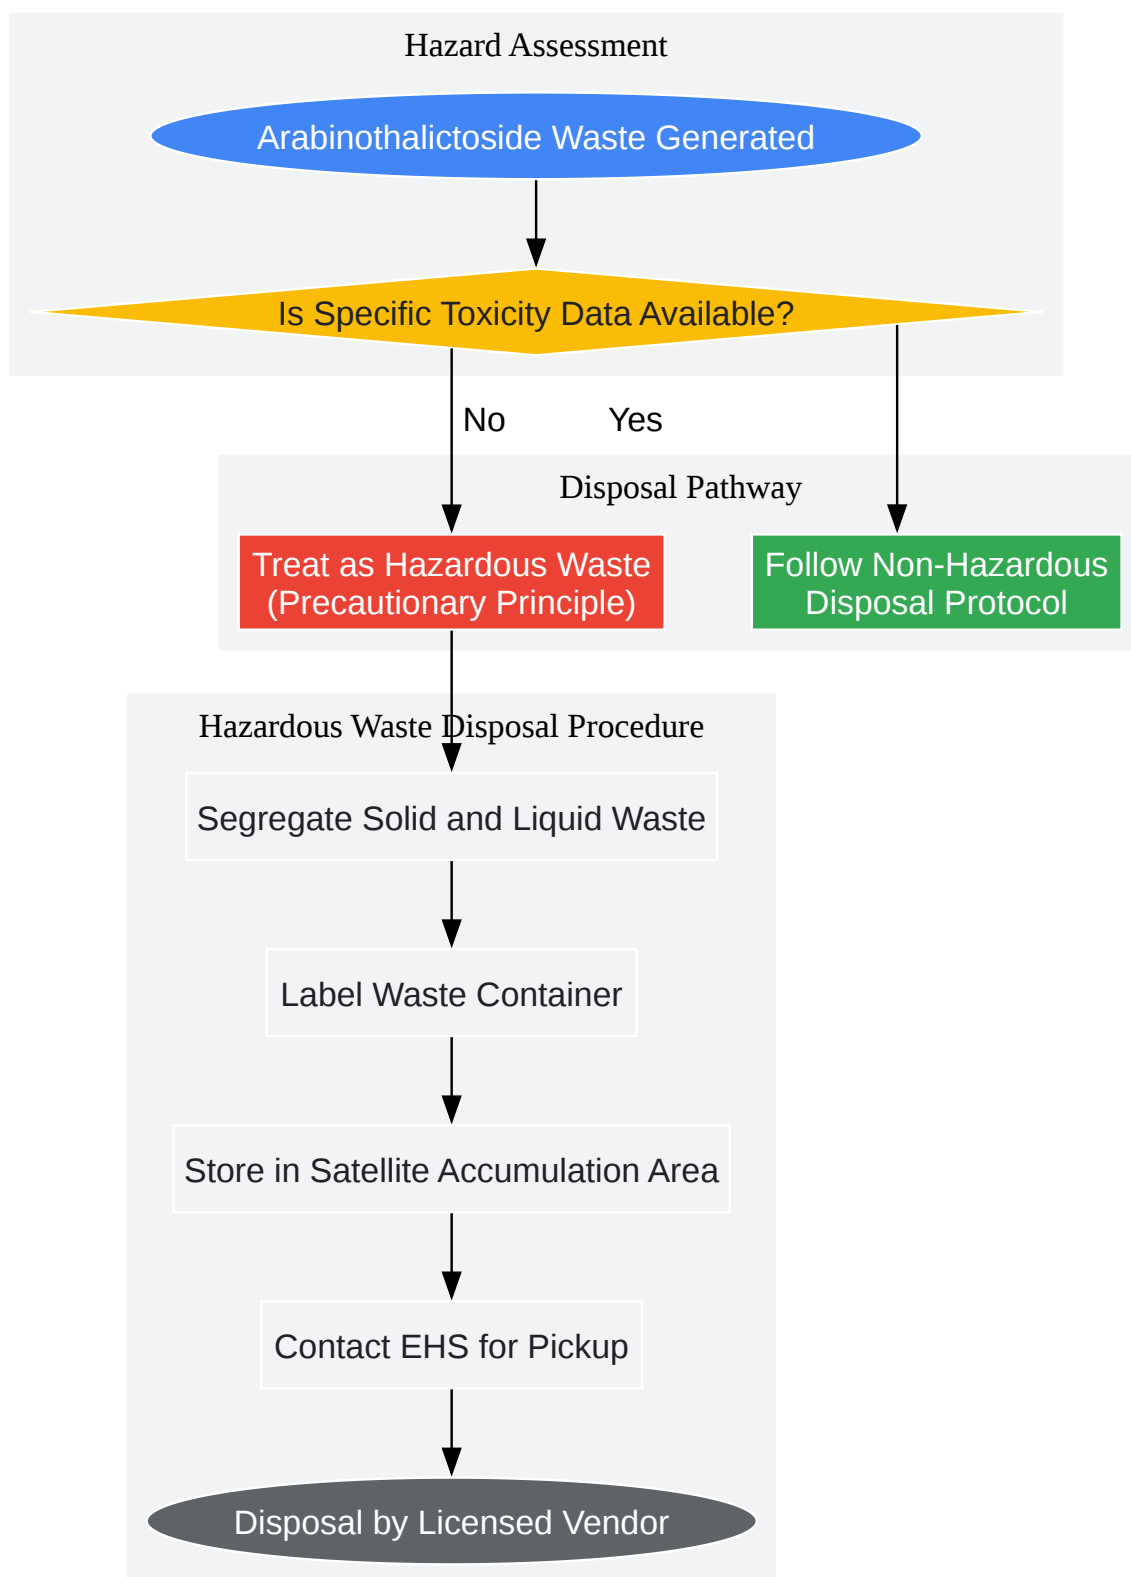 Hazard Assessment
Arabinothalictoside Waste Generated
Is Specific Toxicity Data Available?
No
Yes
Disposal Pathway
Treat as Hazardous Waste
(Precautionary Principle)
Follow Non-Hazardous
Disposal Protocol
Hazardous Waste Disposal Procedure
Segregate Solid and Liquid Waste
Label Waste Container
Store in Satellite Accumulation Area
Contact EHS for Pickup
Disposal by Licensed Vendor